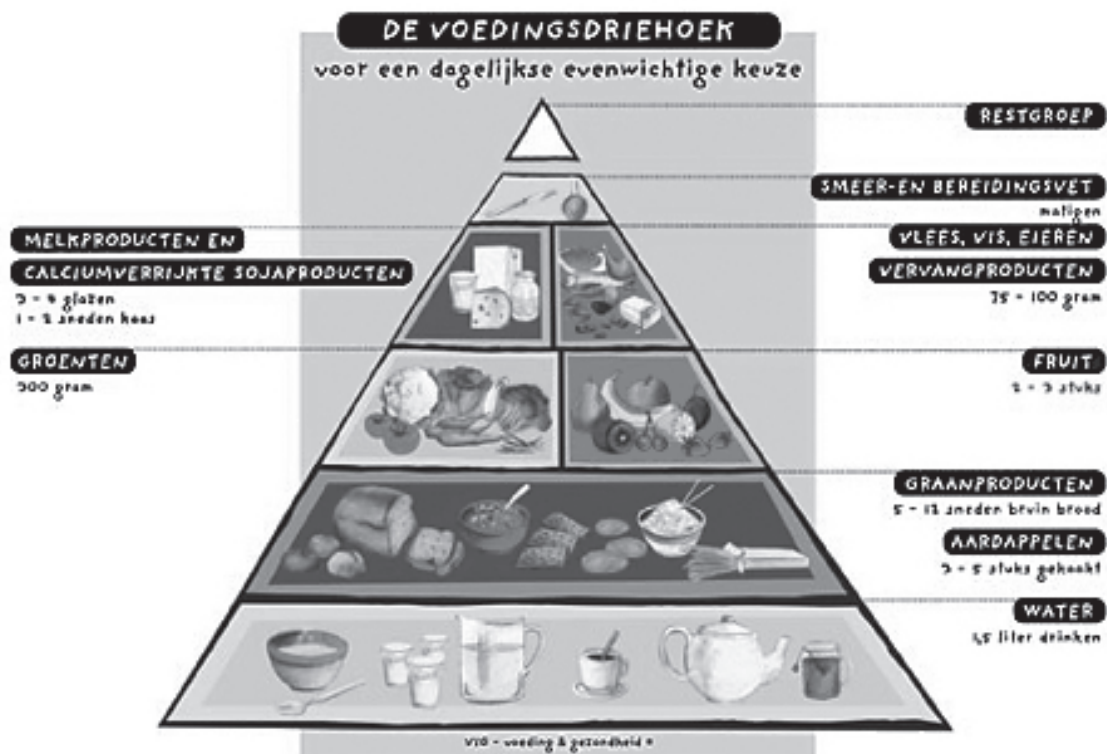 DE VOEDINGSDRIEHOEK
voor een dagelijkse evenwichtige keuze
RESTGROEP
SMEER-EN BEREIDINGSVET
matigen
MELKPRODUCTEN EN
CALCIUMVERRIJKTE SOJAPRODUCTEN
3 - 4 glazen
1 - 2 sneden kaas
VLEES, VIS, EIEREN
VERVANGPRODUCTEN
75 - 100 gram
GROENTEN
300 gram
FRUIT
2 - 3 stuks
GRAANPRODUCTEN
5 - 12 sneden bruin brood
AARDAPPELEN
3 - 5 stuks gekookt
WATER
1,5 liter drinken
VIG - voeding & gezondheid